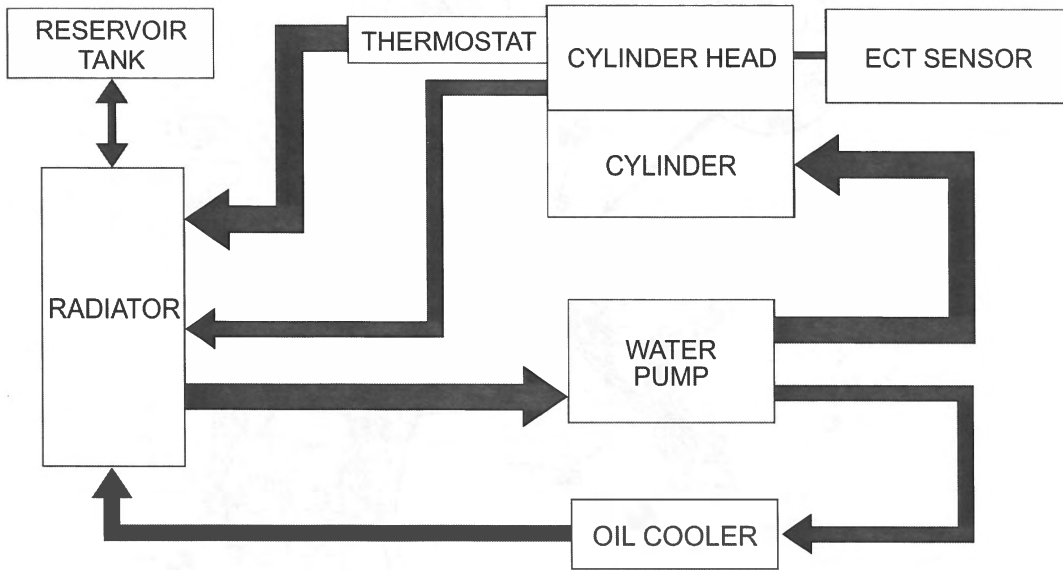 RESERVOIR
TANK
THERMOSTAT
CYLINDER HEAD
ECT SENSOR
CYLINDER
RADIATOR
WATER
PUMP
OIL COOLER